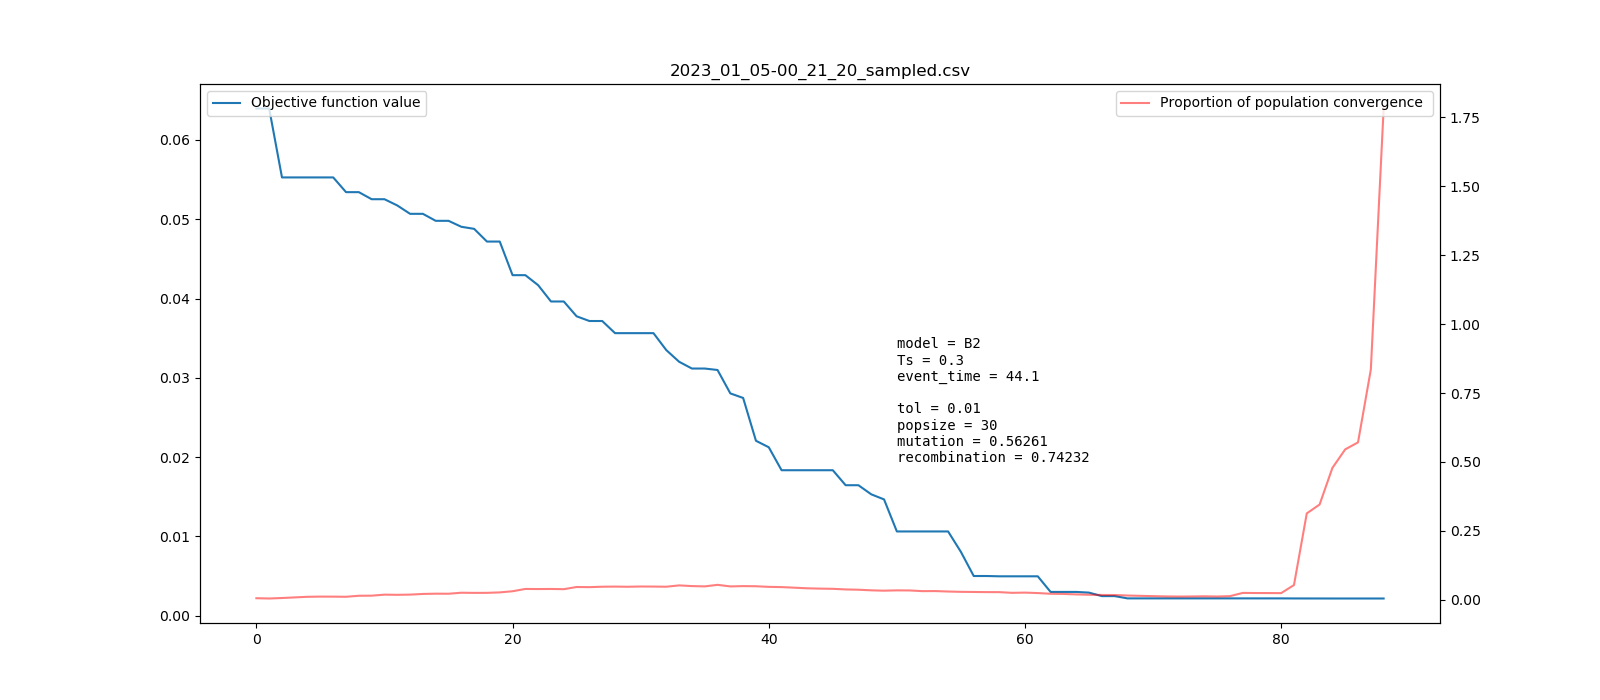 2023_01_05-00_21_20_sampled.csv
Objective function value
Proportion of population convergence
0.06
0.05
0.04
0.03
0.02
0.01
0.00
1.75
1.50
1.25
1.00
0.75
0.50
0.25
0.00
model = B2
Ts = 0.3
event_time = 44.1
tol = 0.01
popsize = 30
mutation = 0.56261
recombination = 0.74232
0
20
40
60
80